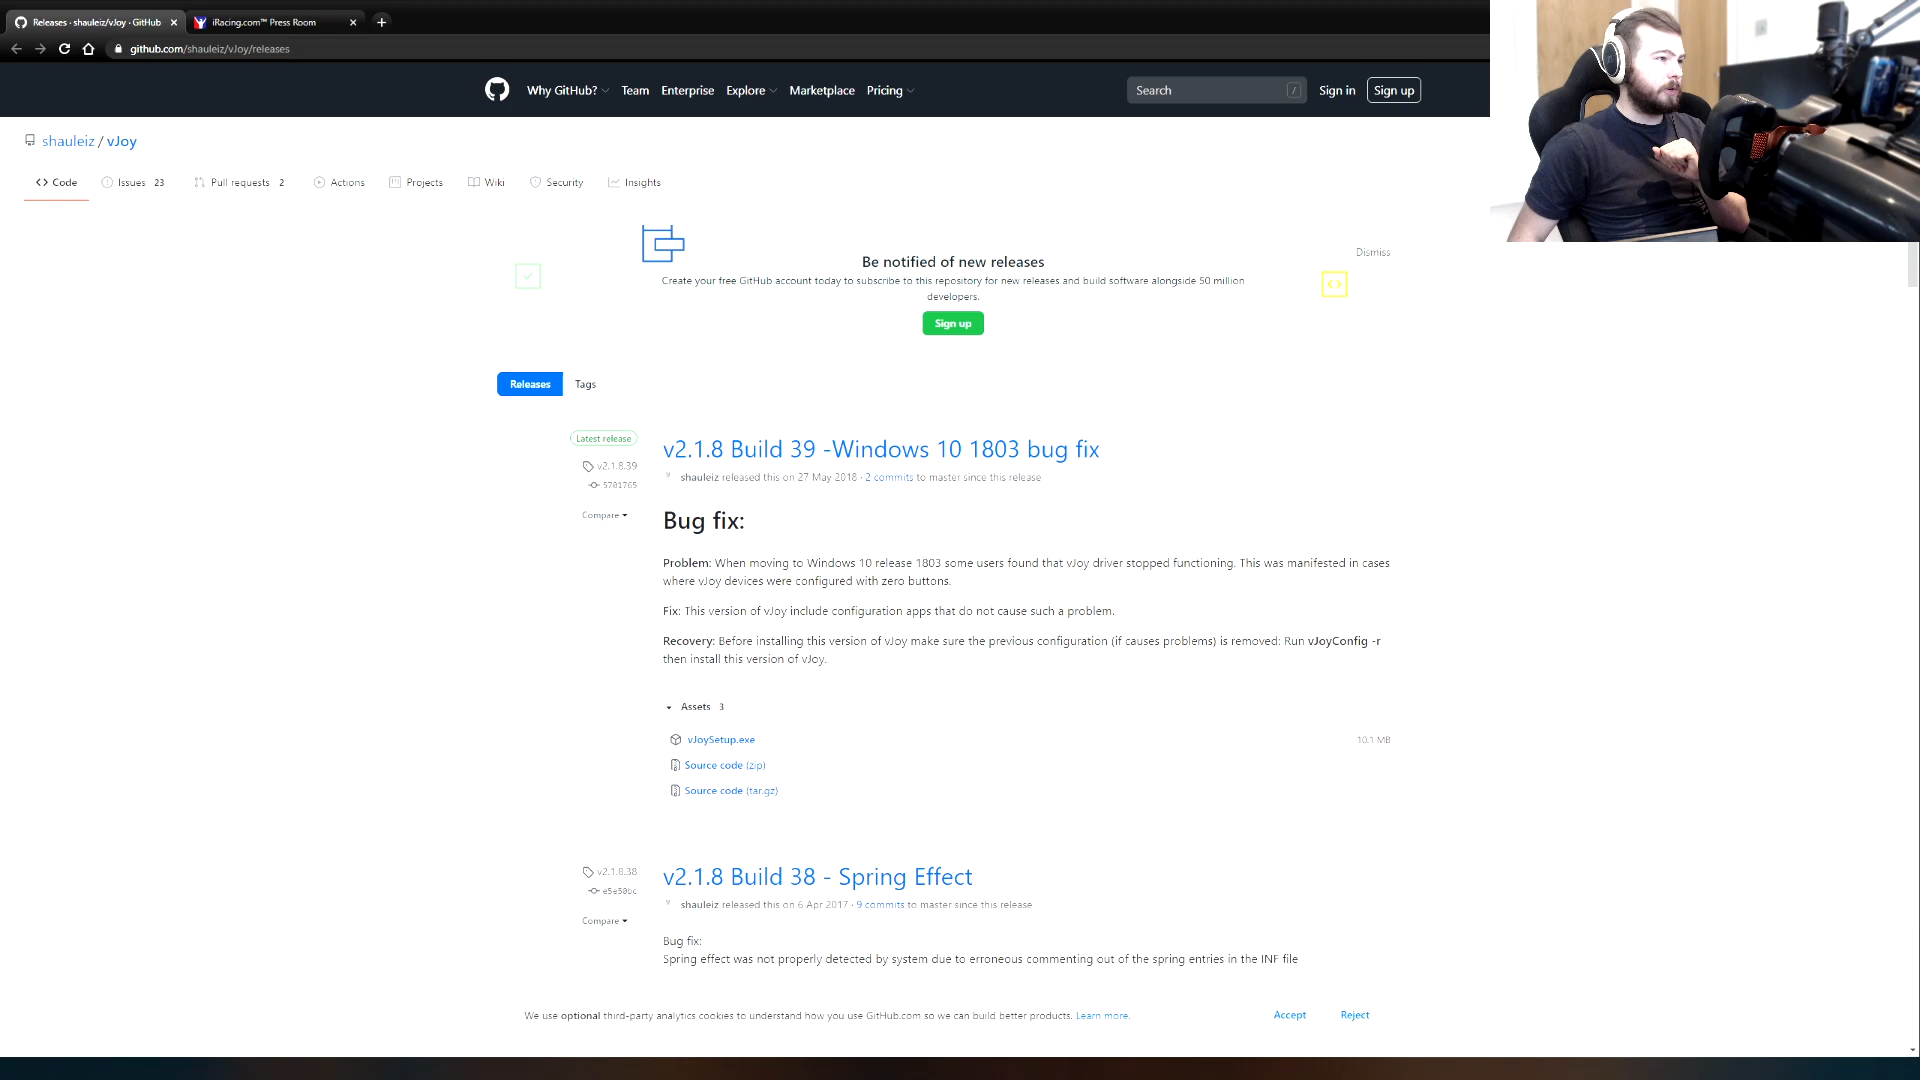 Releases · shauleiz/vJoy · GitHub
iRacing.com™ Press Room
github.com/shauleiz/vJoy/releases
Why GitHub? Team Enterprise Explore Marketplace Pricing
Search /
Sign in Sign up
shauleiz / vJoy
Code Issues 23 Pull requests 2 Actions Projects Wiki Security Insights
Be notified of new releases
Dismiss
Create your free GitHub account today to subscribe to this repository for new releases and build software alongside 50 million
developers.
Sign up
Releases Tags
Latest release
v2.1.8.39
5701765
Compare
v2.1.8 Build 39 -Windows 10 1803 bug fix
shauleiz released this on 27 May 2018 · 2 commits to master since this release
Bug fix:
Problem: When moving to Windows 10 release 1803 some users found that vJoy driver stopped functioning. This was manifested in cases
where vJoy devices were configured with zero buttons.
Fix: This version of vJoy include configuration apps that do not cause such a problem.
Recovery: Before installing this version of vJoy make sure the previous configuration (if causes problems) is removed: Run vJoyConfig -r
then install this version of vJoy.
Assets 3
vJoySetup.exe 10.1 MB
Source code (zip)
Source code (tar.gz)
v2.1.8.38
e5e50bc
Compare
v2.1.8 Build 38 - Spring Effect
shauleiz released this on 6 Apr 2017 · 9 commits to master since this release
Bug fix:
Spring effect was not properly detected by system due to erroneous commenting out of the spring entries in the INF file
We use optional third-party analytics cookies to understand how you use GitHub.com so we can build better products. Learn more.
Accept Reject